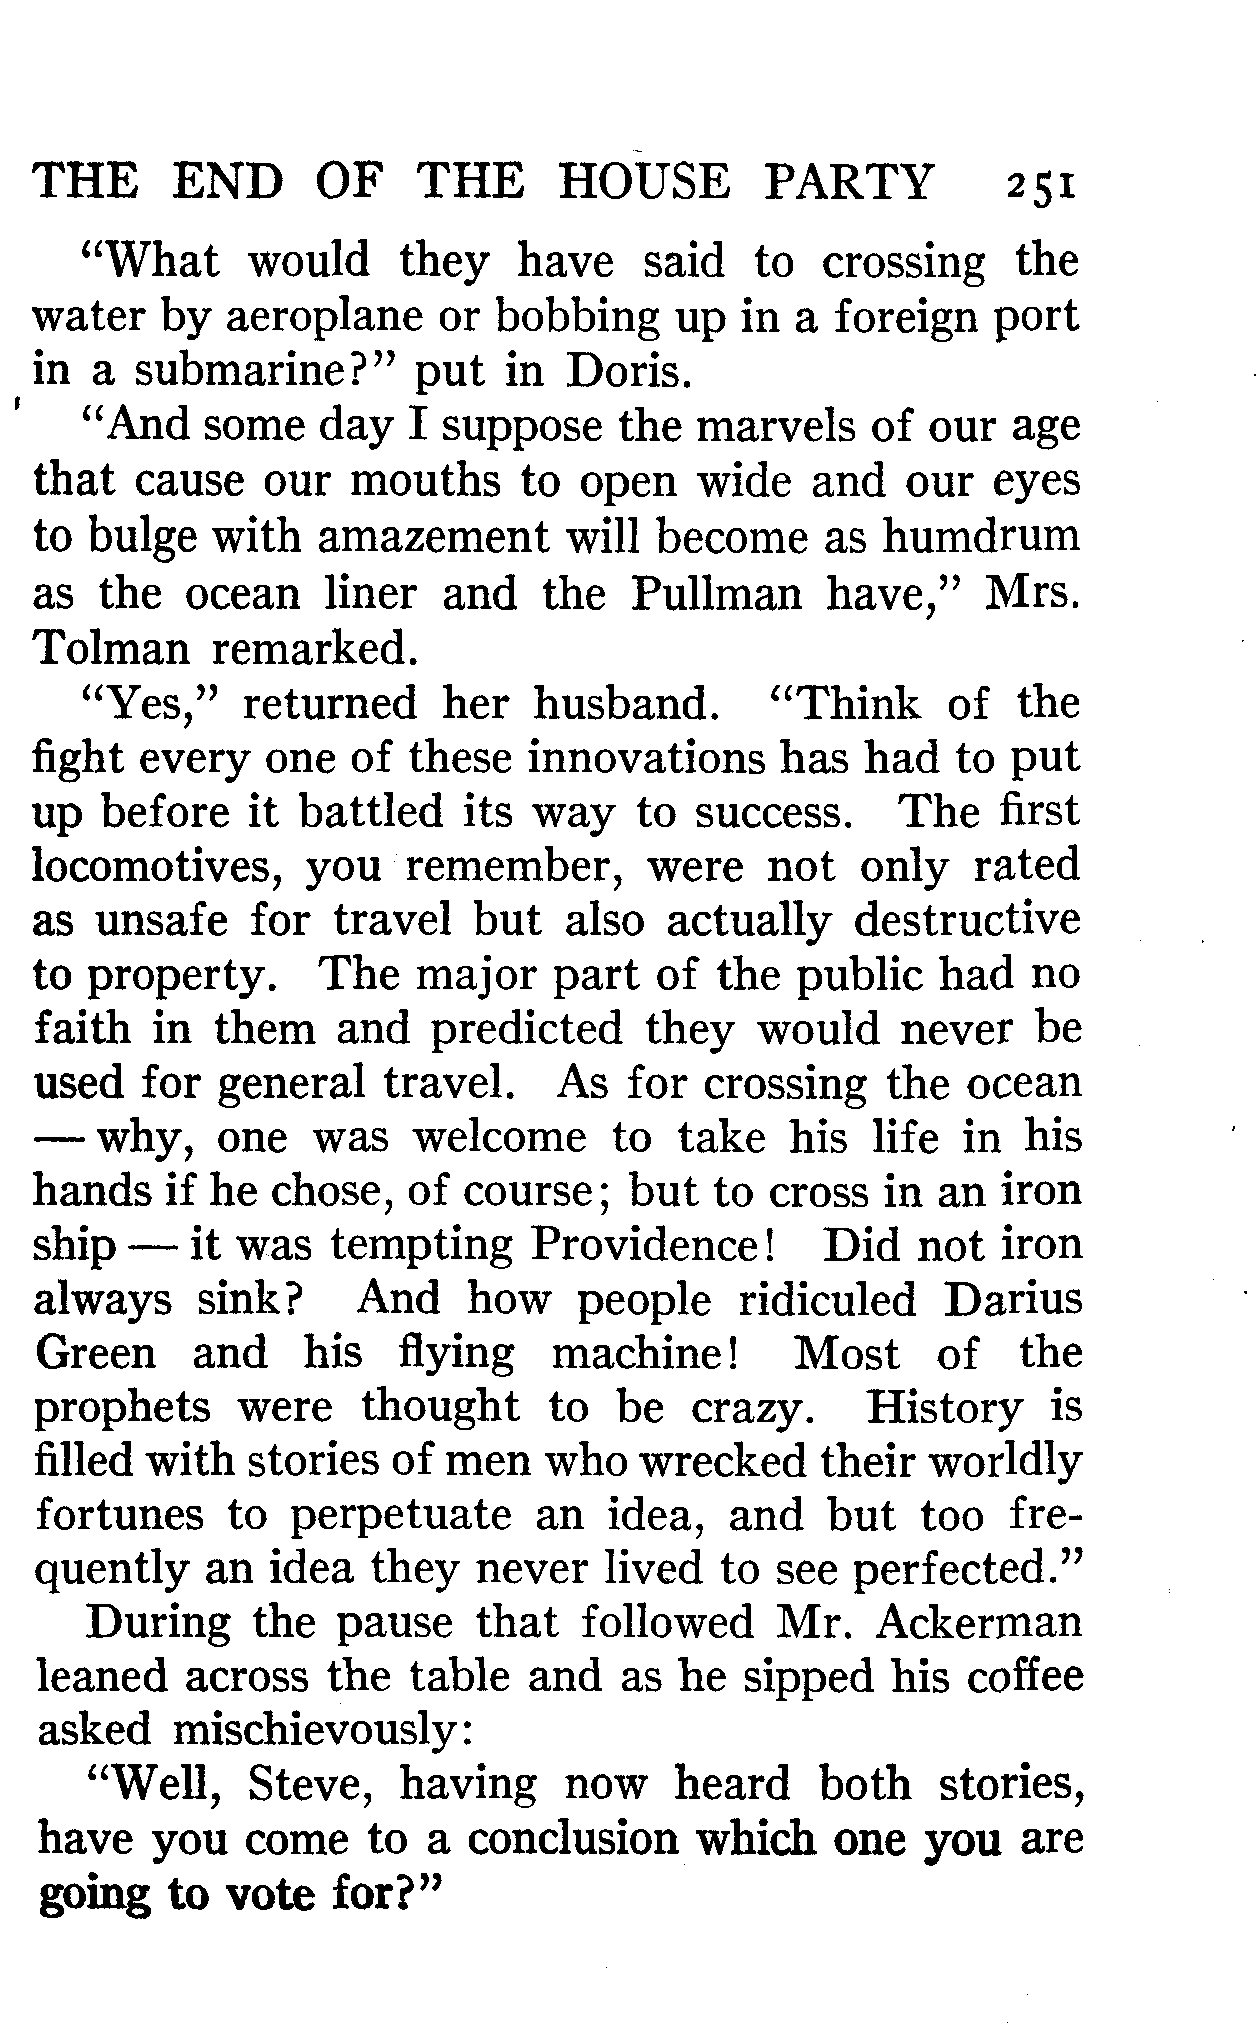 THE END OF THE HOUSE PARTY 251
“What would they have said to crossing the
water by aeroplane or bobbing up in a foreign port
in a submarine?” put in Doris.
“And some day I suppose the marvels of our age
that cause our mouths to open wide and our eyes
to bulge with amazement will become as humdrum
as the ocean liner and the Pullman have,” Mrs.
Tolman remarked.
“Yes,” returned her husband. “Think of the
fight every one of these innovations has had to put
up before it battled its way to success. The first
locomotives, you remember, were not only rated
as unsafe for travel but also actually destructive
to property. The major part of the public had no
faith in them and predicted they would never be
used for general travel. As for crossing the ocean
— why, one was welcome to take his life in his
hands if he chose, of course; but to cross in an iron
ship — it was tempting Providence! Did not iron
always sink? And how people ridiculed Darius
Green and his flying machine! Most of the
prophets were thought to be crazy. History is
filled with stories of men who wrecked their worldly
fortunes to perpetuate an idea, and but too fre-
quently an idea they never lived to see perfected.”
During the pause that followed Mr. Ackerman
leaned across the table and as he sipped his coffee
asked mischievously:
“Well, Steve, having now heard both stories,
have you come to a conclusion which one you are
going to vote for?”